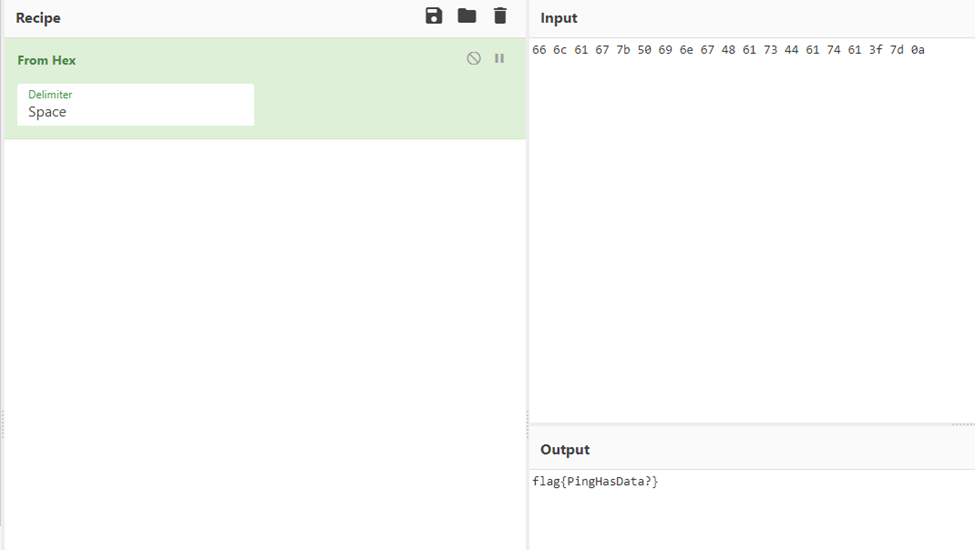 Recipe
From Hex
Delimiter
Space
Input
66 6c 61 67 7b 50 69 6e 67 48 61 73 44 61 74 61 3f 7d 0a
Output
flag{PingHasData?}